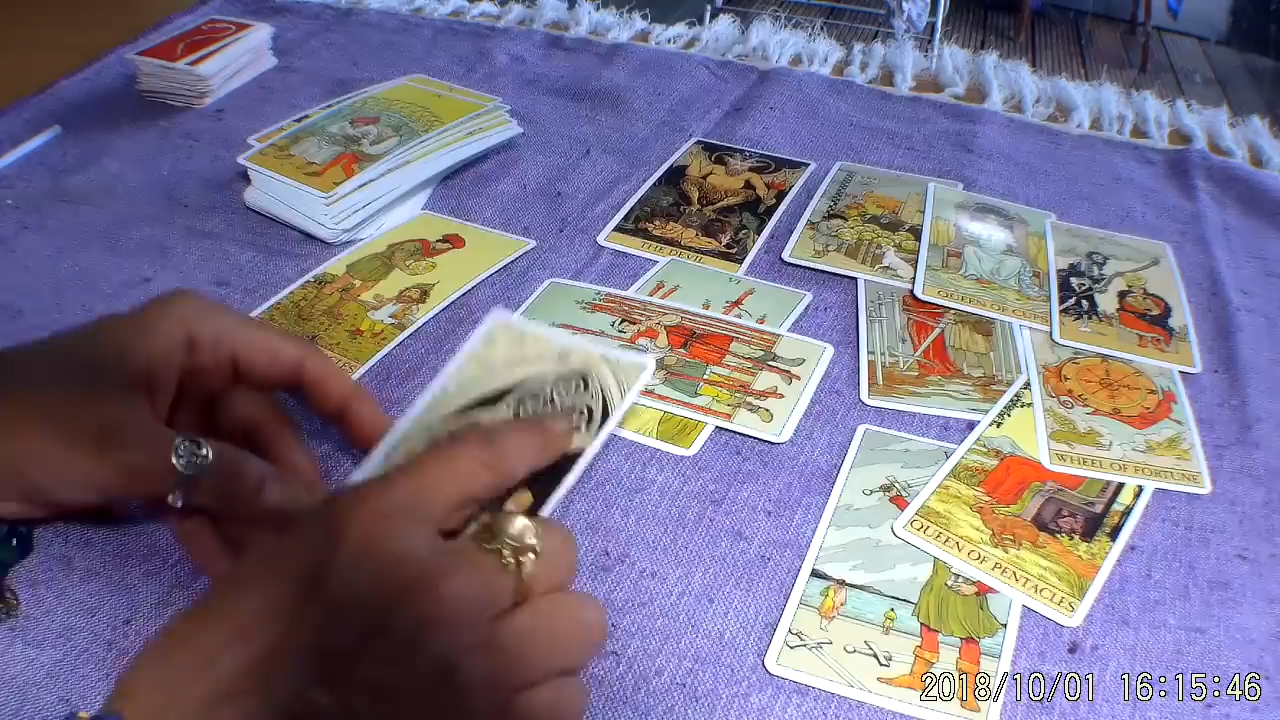 THE DEVIL
VI
QUEEN OF CUPS
WHEEL OF FORTUNE
QUEEN OF PENTACLES
2018/10/01 16:15:46